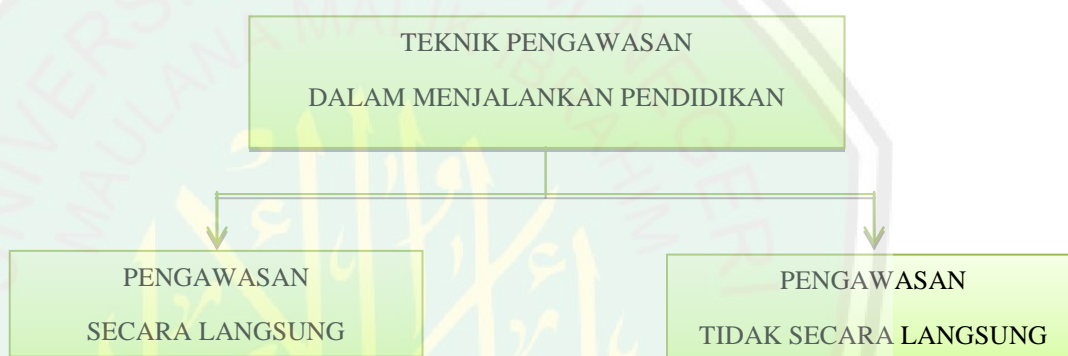 TEKNIK PENGAWASAN
DALAM MENJALANKAN PENDIDIKAN
PENGAWASAN
SECARA LANGSUNG
PENGAWASAN
TIDAK SECARA LANGSUNG